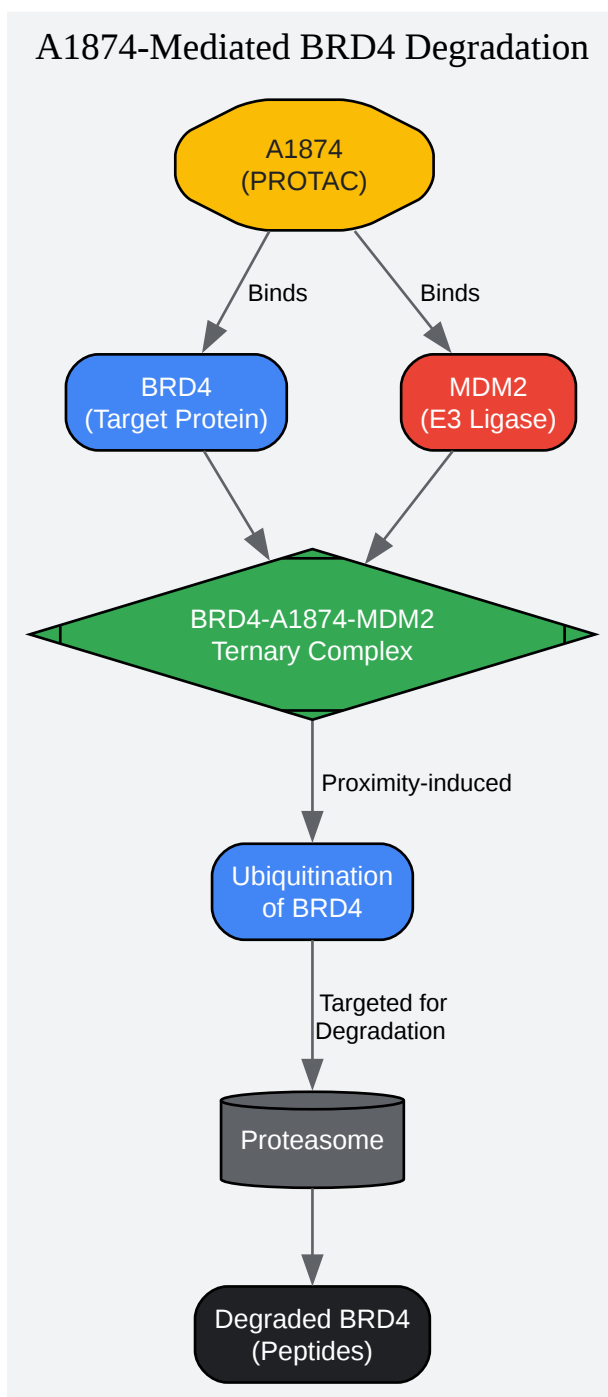 A1874-Mediated BRD4 Degradation
A1874
(PROTAC)
Binds
Binds
BRD4
(Target Protein)
MDM2
(E3 Ligase)
BRD4-A1874-MDM2
Ternary Complex
Proximity-induced
Ubiquitination
of BRD4
Targeted for
Degradation
Proteasome
Degraded BRD4
(Peptides)